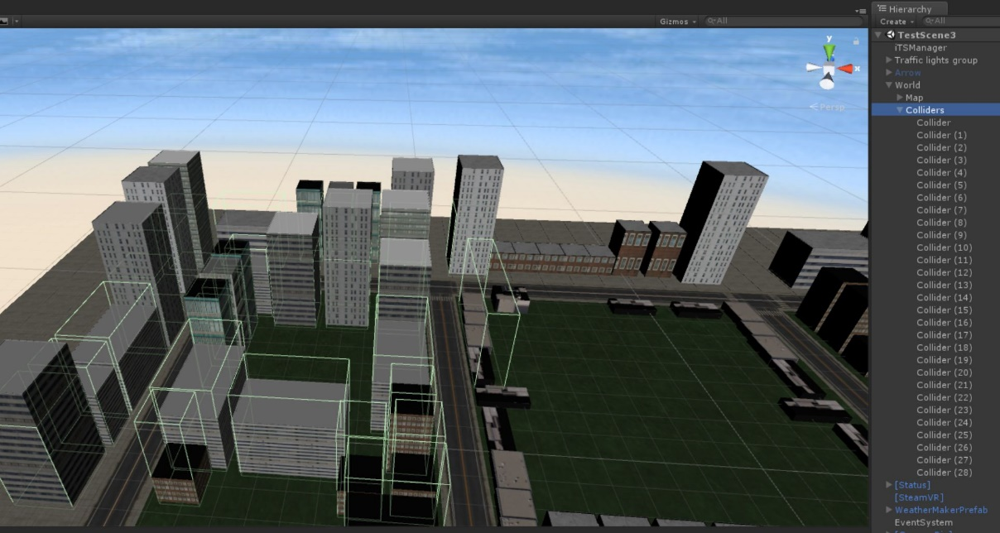 Gizmos
All
y
x
Persp
Hierarchy
Create
All
TestScene3
iTSManager
Traffic lights group
Arrow
World
Map
Colliders
Collider
Collider (1)
Collider (2)
Collider (3)
Collider (4)
Collider (5)
Collider (6)
Collider (7)
Collider (8)
Collider (9)
Collider (10)
Collider (11)
Collider (12)
Collider (13)
Collider (14)
Collider (15)
Collider (16)
Collider (17)
Collider (18)
Collider (19)
Collider (20)
Collider (21)
Collider (22)
Collider (23)
Collider (24)
Collider (25)
Collider (26)
Collider (27)
Collider (28)
[Status]
[SteamVR]
WeatherMakerPrefab
EventSystem